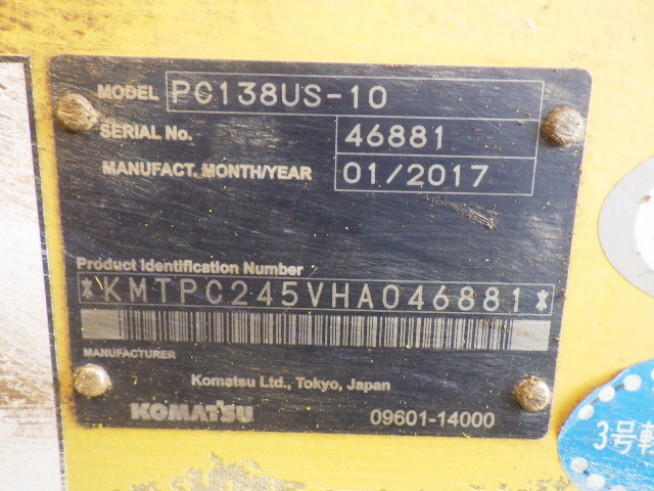 MODEL PC138US-10
SERIAL No. 46881
MANUFACT. MONTH/YEAR 01/2017
Product Identification Number
*KMTPC245VHA046881*
MANUFACTURER
Komatsu Ltd., Tokyo, Japan
KOMATSU 09601-14000
3号